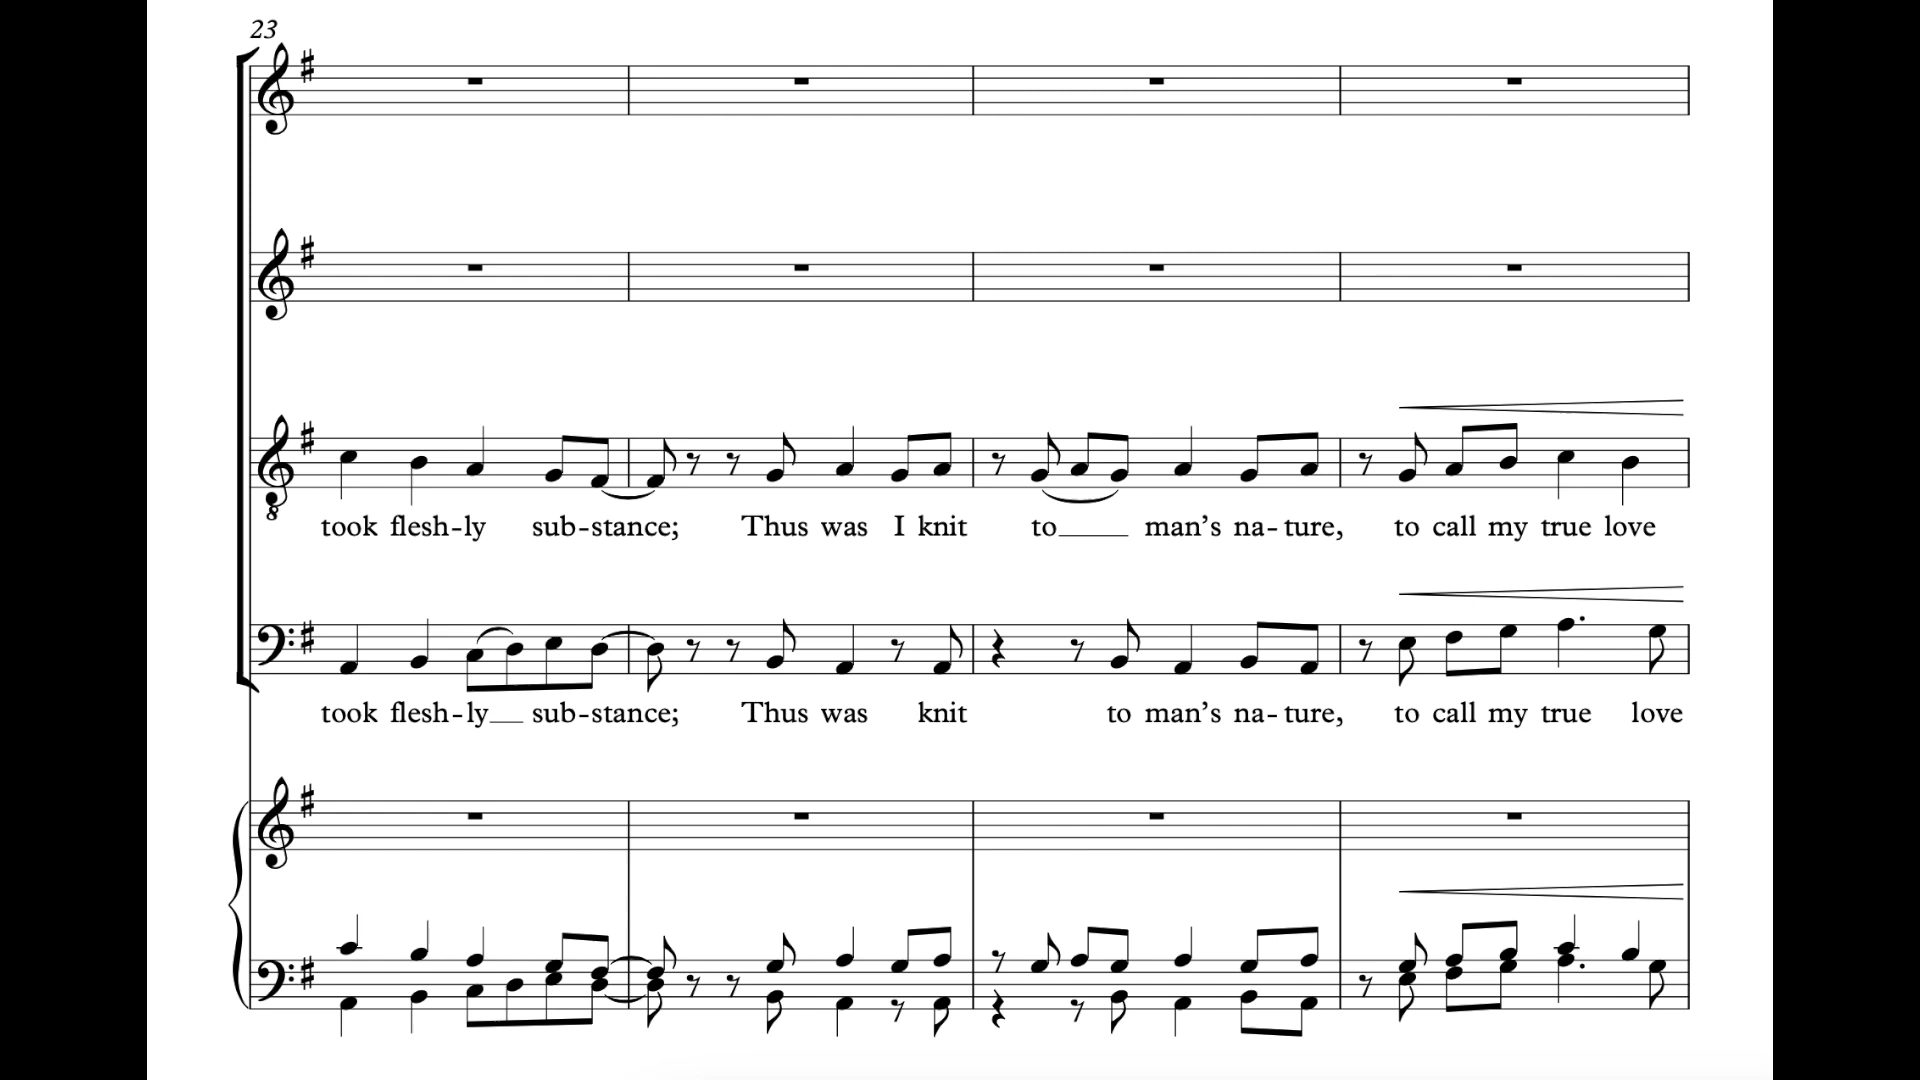 23
took flesh-ly sub-stance; Thus was I knit to man's na-ture, to call my true love
took flesh-ly sub-stance; Thus was knit to man's na-ture, to call my true love